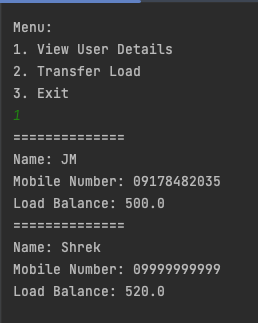 Menu:
1. View User Details
2. Transfer Load
3. Exit
1
==============
Name: JM
Mobile Number: 09178482035
Load Balance: 500.0
==============
Name: Shrek
Mobile Number: 09999999999
Load Balance: 520.0